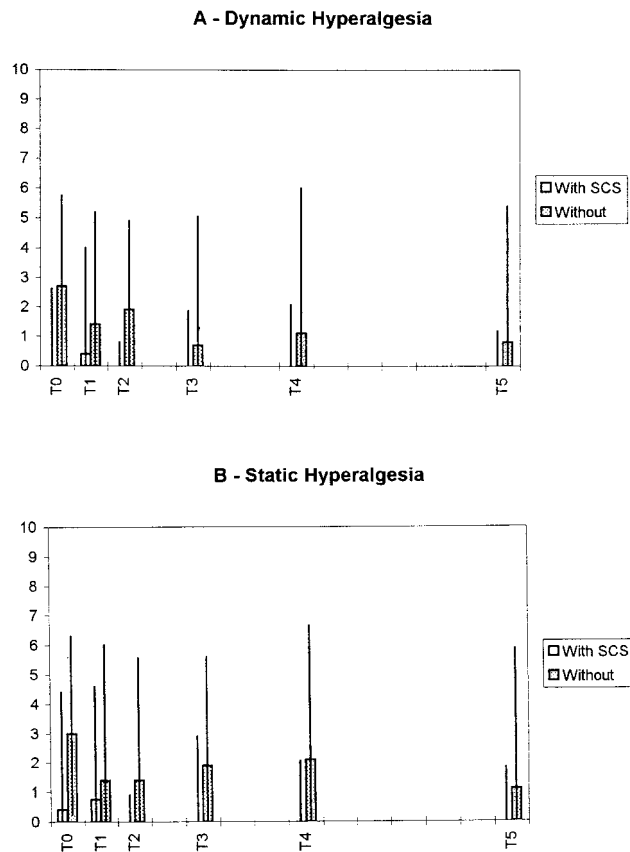 A - Dynamic Hyperalgesia
10
9
8
7
6
5
4
3
2
1
0
T0
T1
T2
T3
T4
T5
With SCS
Without
B - Static Hyperalgesia
10
9
8
7
6
5
4
3
2
1
0
T0
T1
T2
T3
T4
T5
With SCS
Without